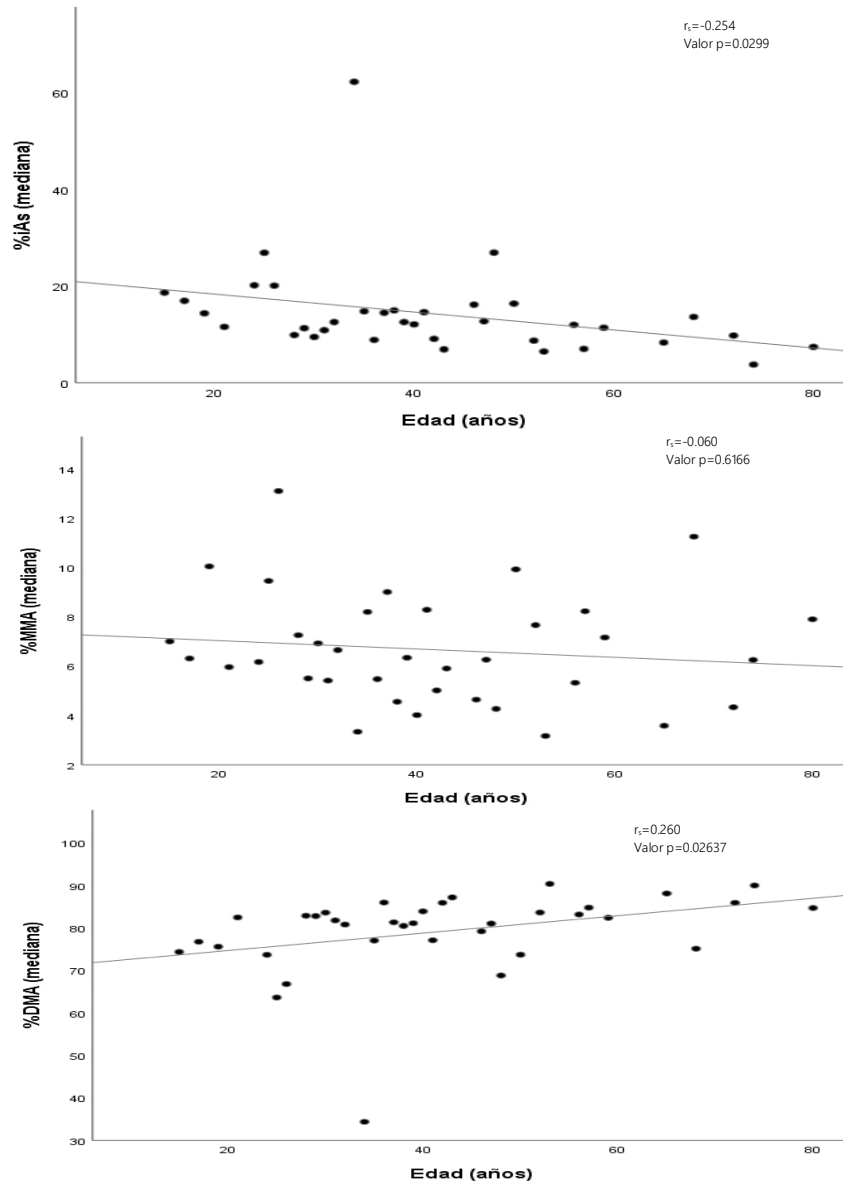 rₛ=-0.254
Valor p=0.0299
%iAs (mediana)
60
40
20
0
20 40 60 80
Edad (años)
rₛ=-0.060
Valor p=0.6166
%MMA (mediana)
14
12
10
8
6
4
2
20 40 60 80
Edad (años)
rₛ=0.260
Valor p=0.02637
%DMA (mediana)
100
90
80
70
60
50
40
30
20 40 60 80
Edad (años)